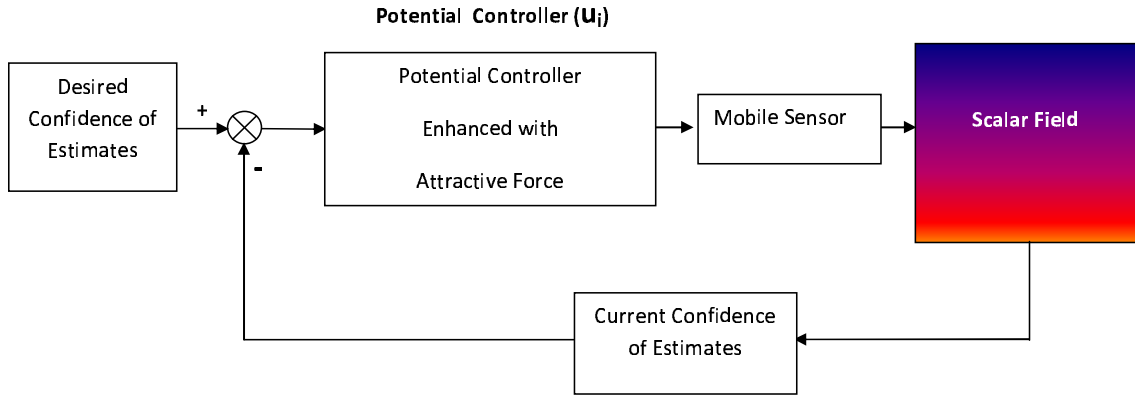 Potential Controller (uᵢ)
Desired
Confidence of
Estimates
+
-
Potential Controller
Enhanced with
Attractive Force
Mobile Sensor
Scalar Field
Current Confidence
of Estimates